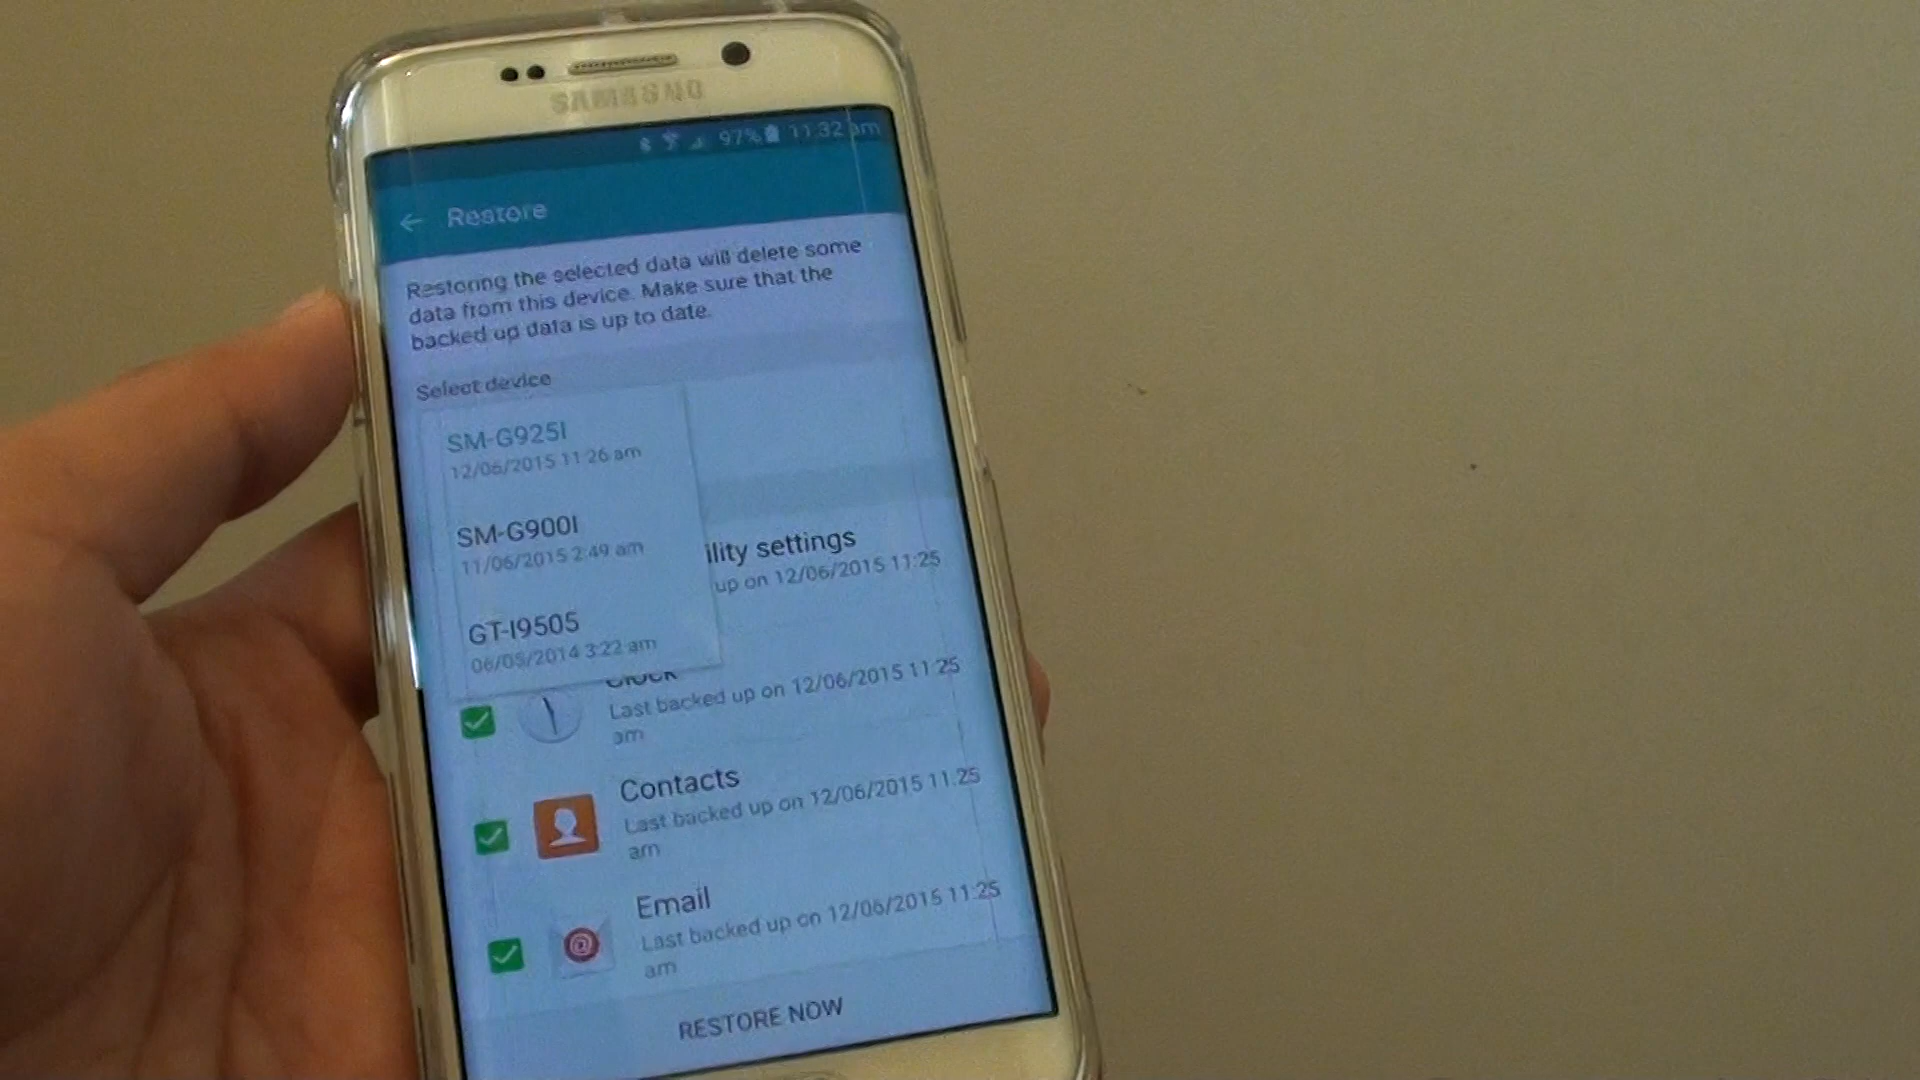 SAMSUNG
97% 11:32 am
Restore
Restoring the selected data will delete some
data from this device. Make sure that the
backed up data is up to date.
Select device
SM-G925I
12/06/2015 11:26 am
SM-G900I
11/06/2015 2:49 am
ility settings
up on 12/06/2015 11:25
GT-I9505
06/05/2014 3:22 am
Clock
Last backed up on 12/06/2015 11:25
am
Contacts
Last backed up on 12/06/2015 11:25
am
Email
Last backed up on 12/06/2015 11:25
am
RESTORE NOW